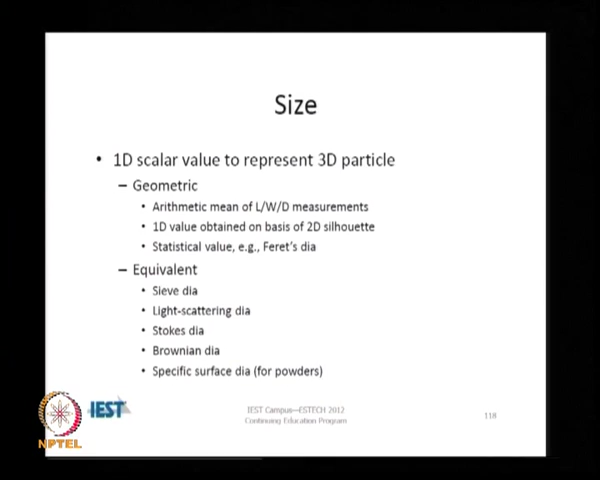 Size
• 1D scalar value to represent 3D particle
– Geometric
• Arithmetic mean of L/W/D measurements
• 1D value obtained on basis of 2D silhouette
• Statistical value, e.g., Feret's dia
– Equivalent
• Sieve dia
• Light-scattering dia
• Stokes dia
• Brownian dia
• Specific surface dia (for powders)
IEST
NPTEL
IEST Campus—ESTECH 2012
Continuing Education Program
118